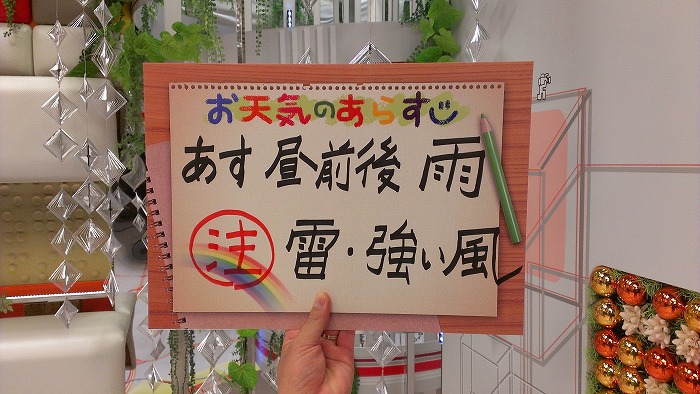 お天気のあらすじ
あす 昼前後 雨
注 雷・強い風